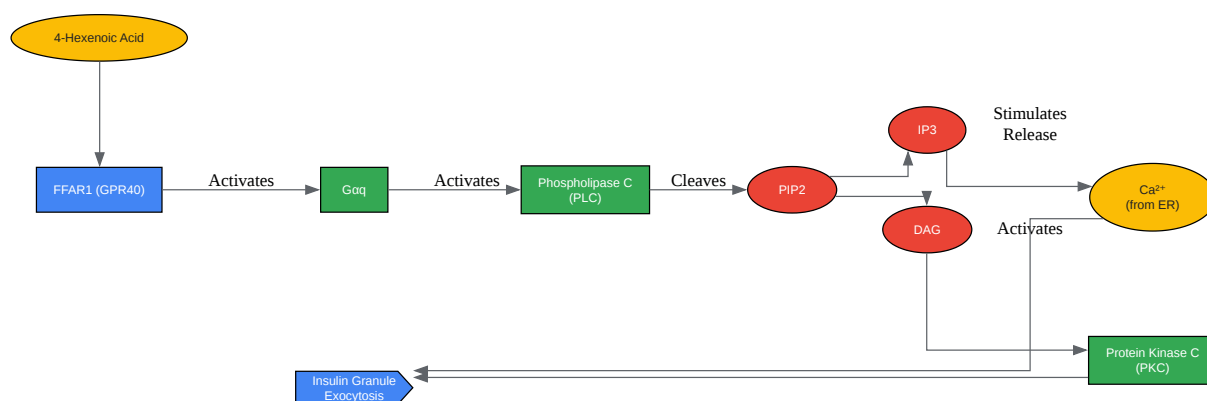 4-Hexenoic Acid
FFAR1 (GPR40)
Activates
Gαq
Activates
Phospholipase C
(PLC)
Cleaves
PIP2
IP3
Stimulates
Release
Ca²⁺
(from ER)
DAG
Activates
Protein Kinase C
(PKC)
Insulin Granule
Exocytosis